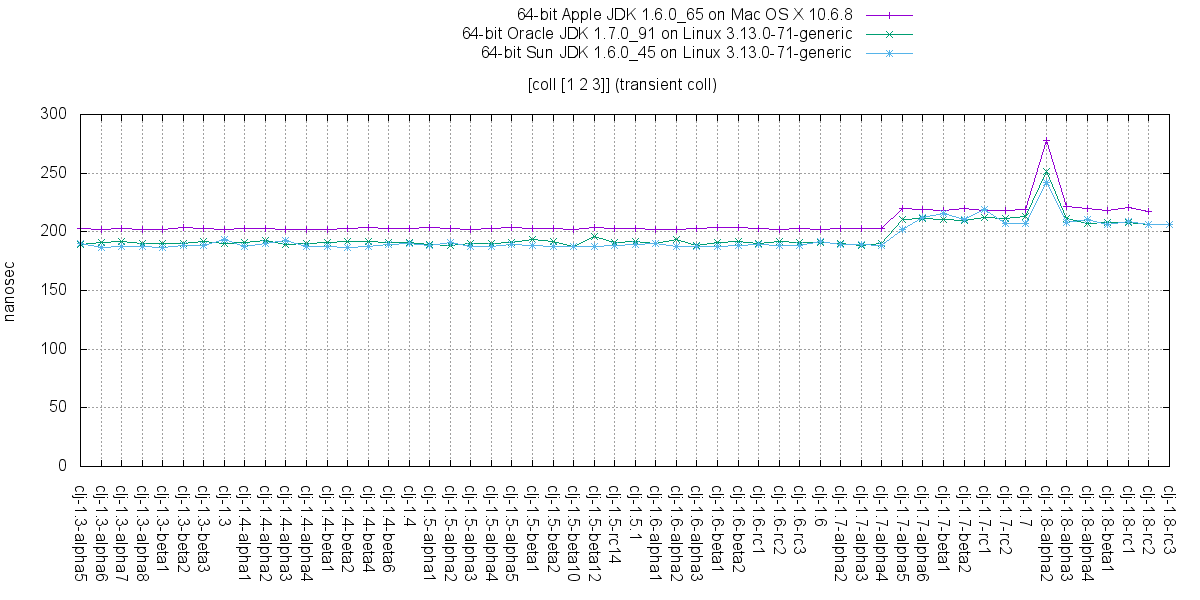 64-bit Apple JDK 1.6.0_65 on Mac OS X 10.6.8
64-bit Oracle JDK 1.7.0_91 on Linux 3.13.0-71-generic
64-bit Sun JDK 1.6.0_45 on Linux 3.13.0-71-generic
[coll [1 2 3]] (transient coll)
300
250
200
150
100
50
0
nanosec
clj-1.3-alpha5
clj-1.3-alpha6
clj-1.3-alpha7
clj-1.3-alpha8
clj-1.3-beta1
clj-1.3-beta2
clj-1.3-beta3
clj-1.3
clj-1.4-alpha1
clj-1.4-alpha2
clj-1.4-alpha3
clj-1.4-alpha4
clj-1.4-beta1
clj-1.4-beta2
clj-1.4-beta4
clj-1.4-beta6
clj-1.4
clj-1.5-alpha1
clj-1.5-alpha2
clj-1.5-alpha3
clj-1.5-alpha4
clj-1.5-alpha5
clj-1.5-beta1
clj-1.5-beta2
clj-1.5-beta10
clj-1.5-beta12
clj-1.5-rc14
clj-1.5.1
clj-1.6-alpha1
clj-1.6-alpha2
clj-1.6-alpha3
clj-1.6-beta1
clj-1.6-beta2
clj-1.6-rc1
clj-1.6-rc2
clj-1.6-rc3
clj-1.6
clj-1.7-alpha2
clj-1.7-alpha3
clj-1.7-alpha4
clj-1.7-alpha5
clj-1.7-alpha6
clj-1.7-beta1
clj-1.7-beta2
clj-1.7-rc1
clj-1.7-rc2
clj-1.7
clj-1.8-alpha2
clj-1.8-alpha3
clj-1.8-alpha4
clj-1.8-beta1
clj-1.8-rc1
clj-1.8-rc2
clj-1.8-rc3